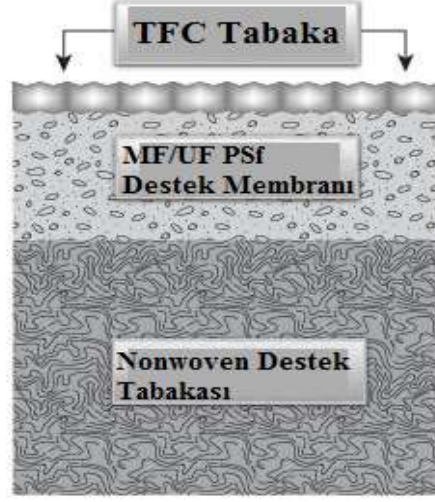 TFC Tabaka
MF/UF PSf
Destek Membranı
Nonwoven Destek
Tabakası